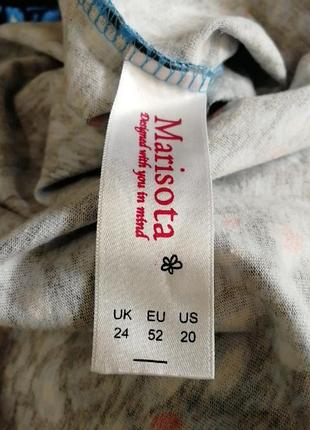 Marisota
Designed with you in mind
UK EU US
24 52 20